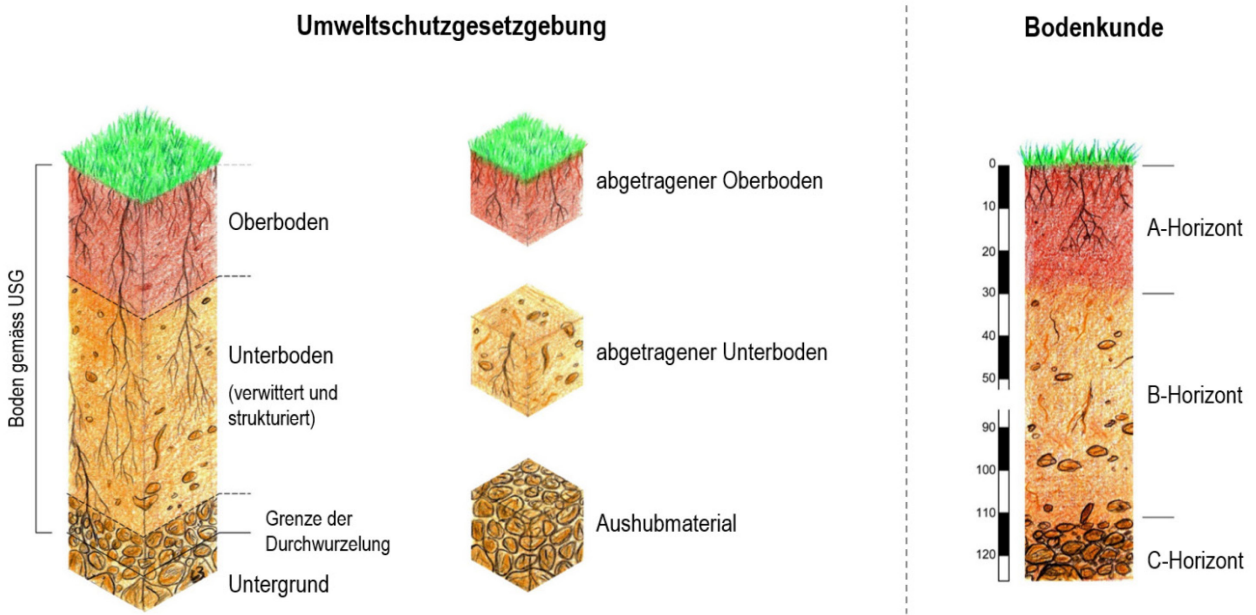 Umweltschutzgesetzgebung
Boden gemäss USG
Oberboden
Unterboden
(verwittert und
strukturiert)
Grenze der
Durchwurzelung
Untergrund
abgetragener Oberboden
abgetragener Unterboden
Aushubmaterial
Bodenkunde
0
10
20
30
40
50
90
100
110
120
A-Horizont
B-Horizont
C-Horizont